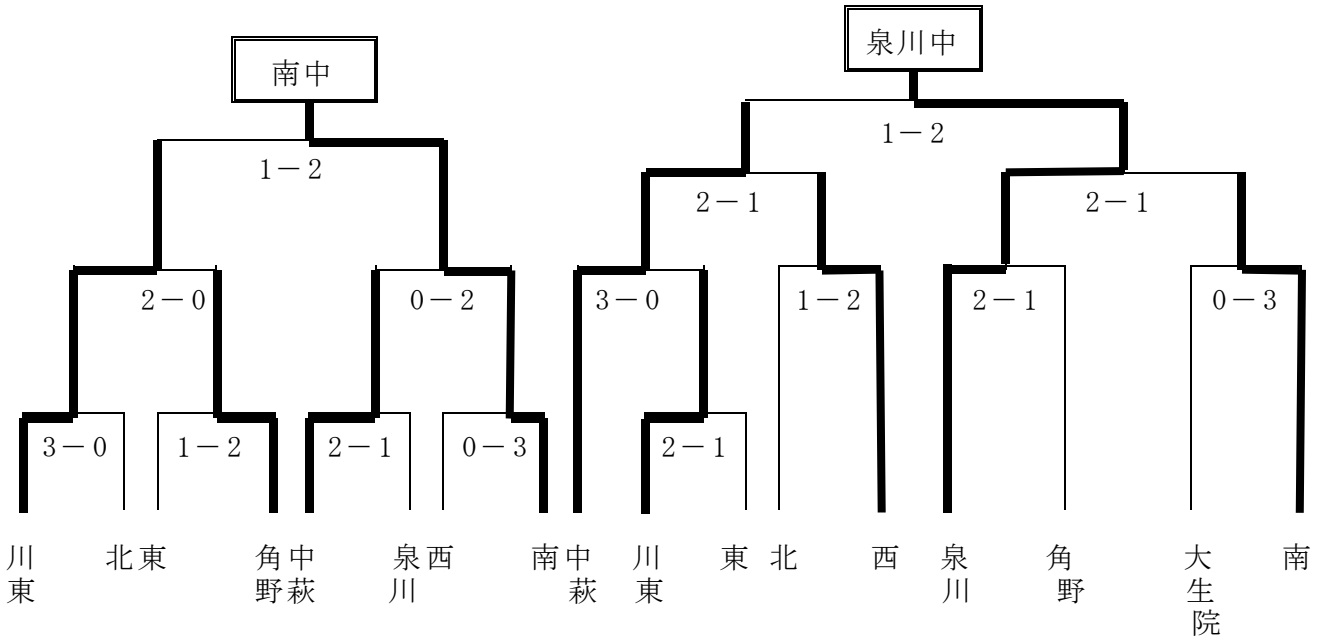 泉川中
南中
1－2
1－2
2－1
2－1
2－0
0－2
3－0
1－2
2－1
0－3
3－0
1－2
2－1
0－3
2－1
川東
北
東
角野
中萩
泉川
西
南
中萩
川東
東
北
西
泉川
角野
大生院
南